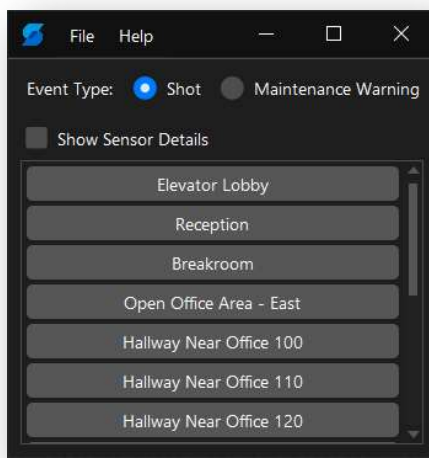 File Help
Event Type: Shot Maintenance Warning
Show Sensor Details
Elevator Lobby
Reception
Breakroom
Open Office Area - East
Hallway Near Office 100
Hallway Near Office 110
Hallway Near Office 120